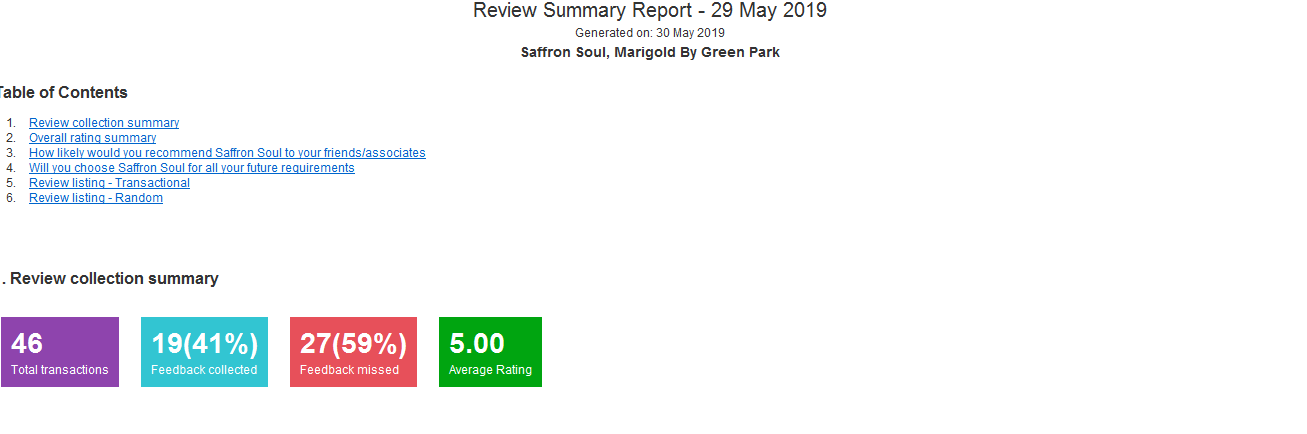 Review Summary Report - 29 May 2019
Generated on: 30 May 2019
Saffron Soul, Marigold By Green Park
Table of Contents
1. Review collection summary
2. Overall rating summary
3. How likely would you recommend Saffron Soul to your friends/associates
4. Will you choose Saffron Soul for all your future requirements
5. Review listing - Transactional
6. Review listing - Random
. Review collection summary
46
Total transactions
19(41%)
Feedback collected
27(59%)
Feedback missed
5.00
Average Rating